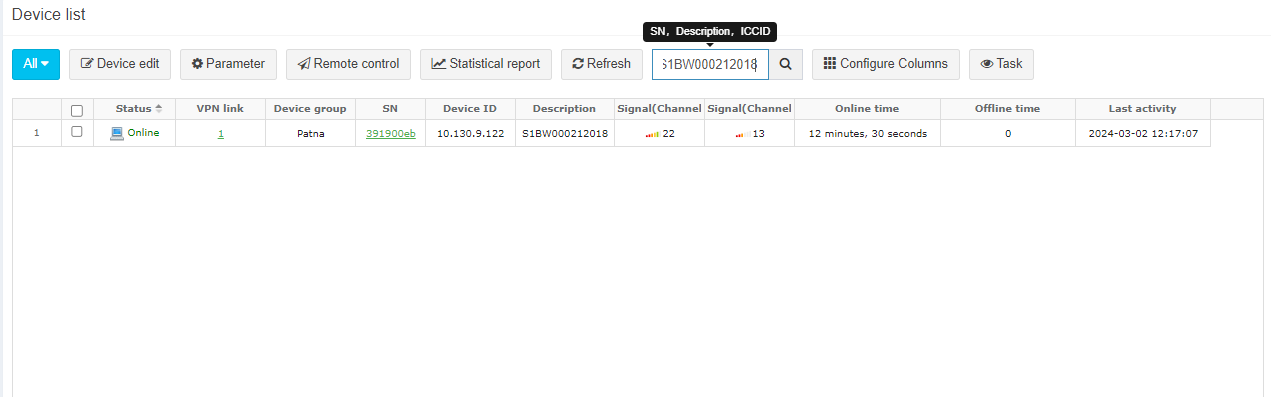 Device list
SN, Description, ICCID
All Device edit Parameter Remote control Statistical report Refresh S1BW000212018 Configure Columns Task
Status VPN link Device group SN Device ID Description Signal(Channel Signal(Channel Online time Offline time Last activity
1 Online 1 Patna 391900eb 10.130.9.122 S1BW000212018 22 13 12 minutes, 30 seconds 0 2024-03-02 12:17:07